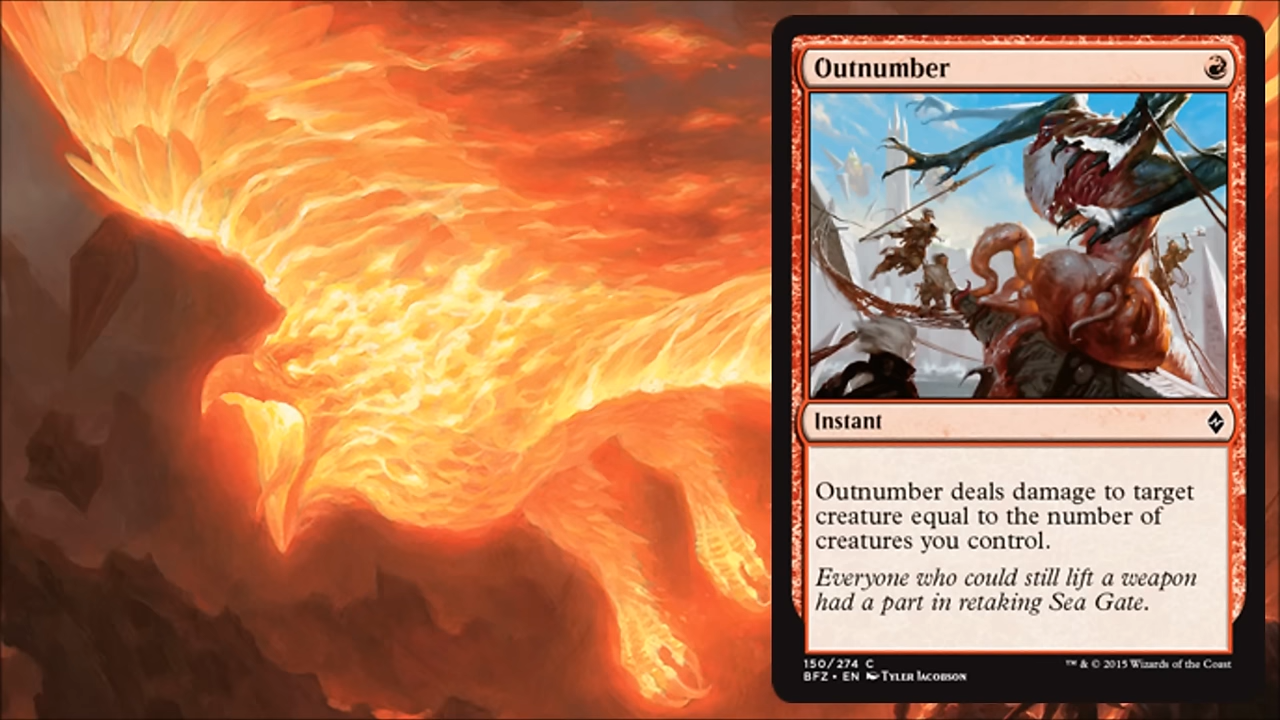 Outnumber
Instant
Outnumber deals damage to target
creature equal to the number of
creatures you control.
Everyone who could still lift a weapon
had a part in retaking Sea Gate.
150/274 C
™ & © 2015 Wizards of the Coast
BFZ • EN Tyler Jacobson